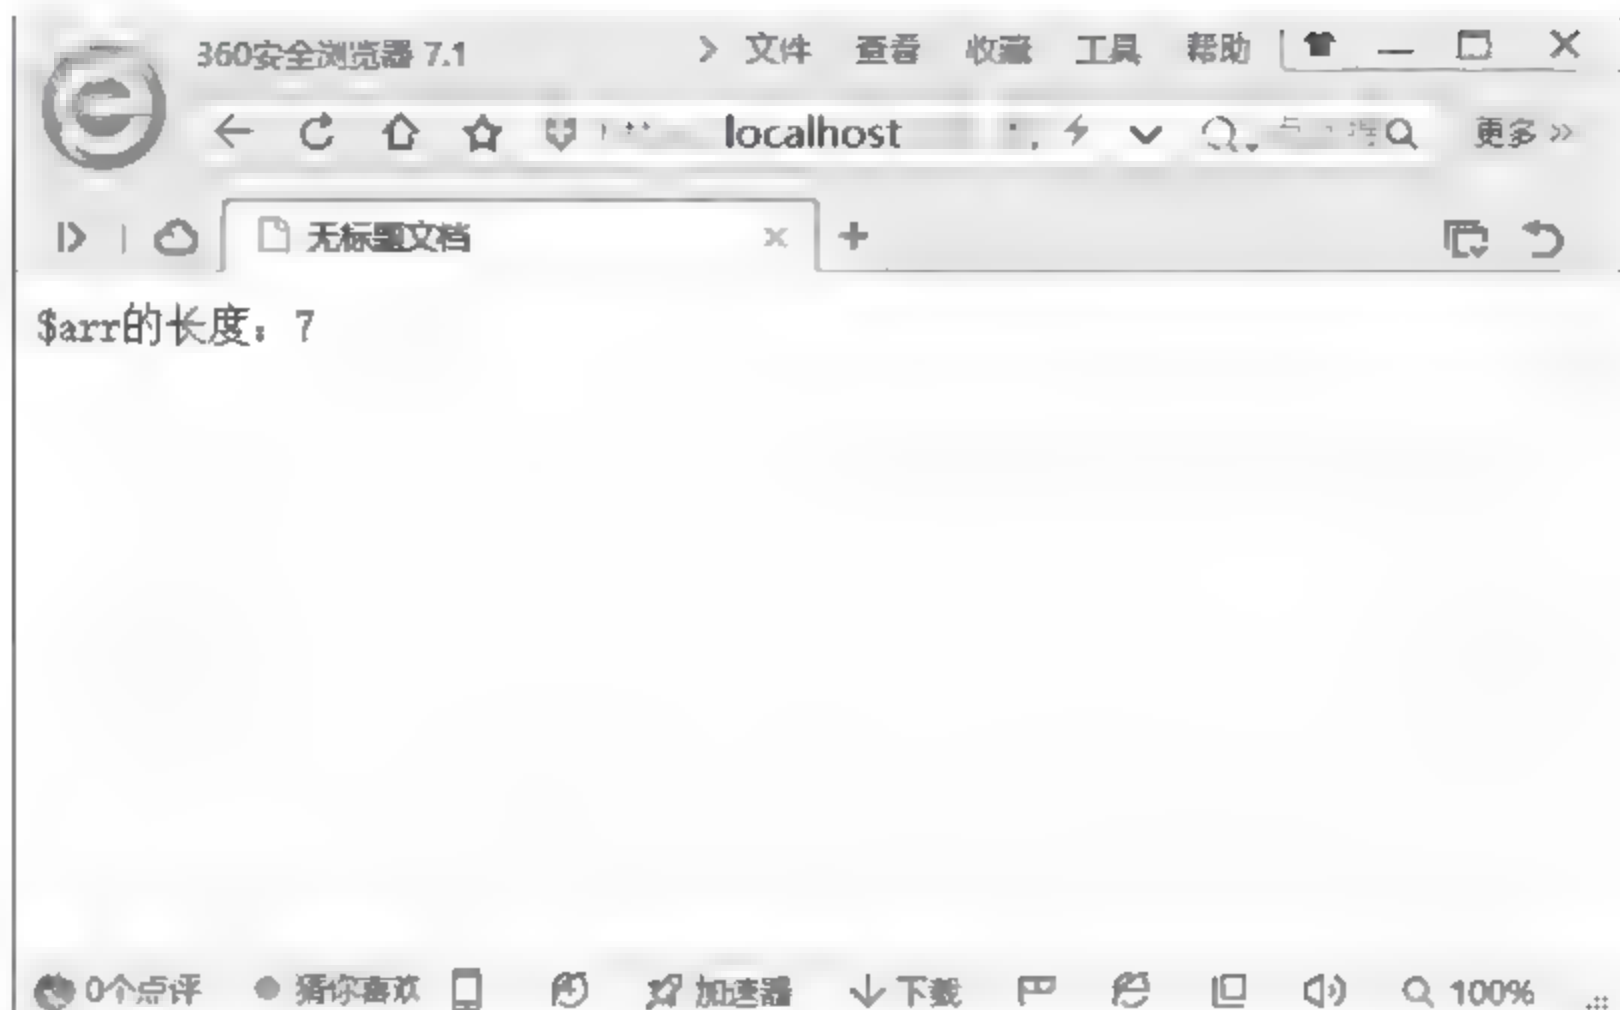 360安全浏览器 7.1
文件 查看 收藏 工具 帮助
localhost
更多
无标题文档
$arr的长度：7
0个点评 猜你喜欢 加速器 下载 100%